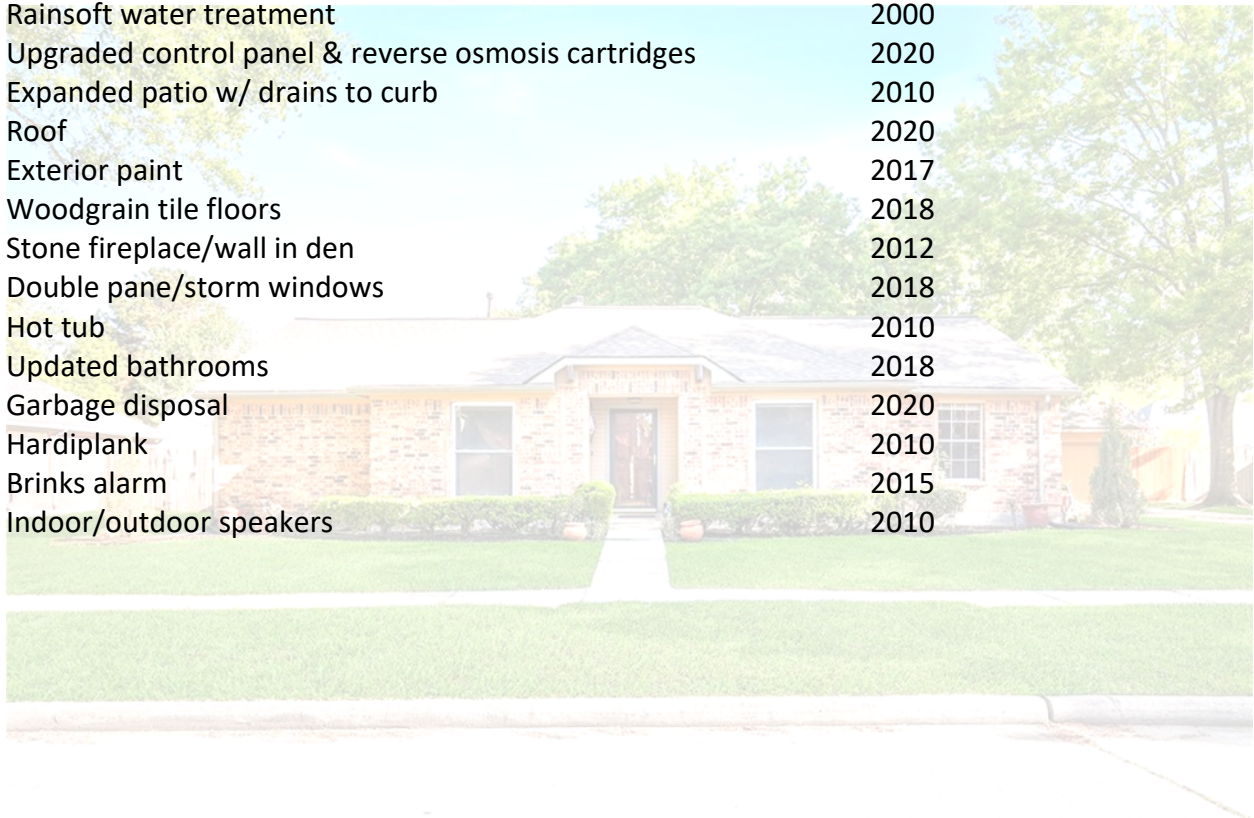 Rainsoft water treatment 2000
Upgraded control panel & reverse osmosis cartridges 2020
Expanded patio w/ drains to curb 2010
Roof 2020
Exterior paint 2017
Woodgrain tile floors 2018
Stone fireplace/wall in den 2012
Double pane/storm windows 2018
Hot tub 2010
Updated bathrooms 2018
Garbage disposal 2020
Hardiplank 2010
Brinks alarm 2015
Indoor/outdoor speakers 2010